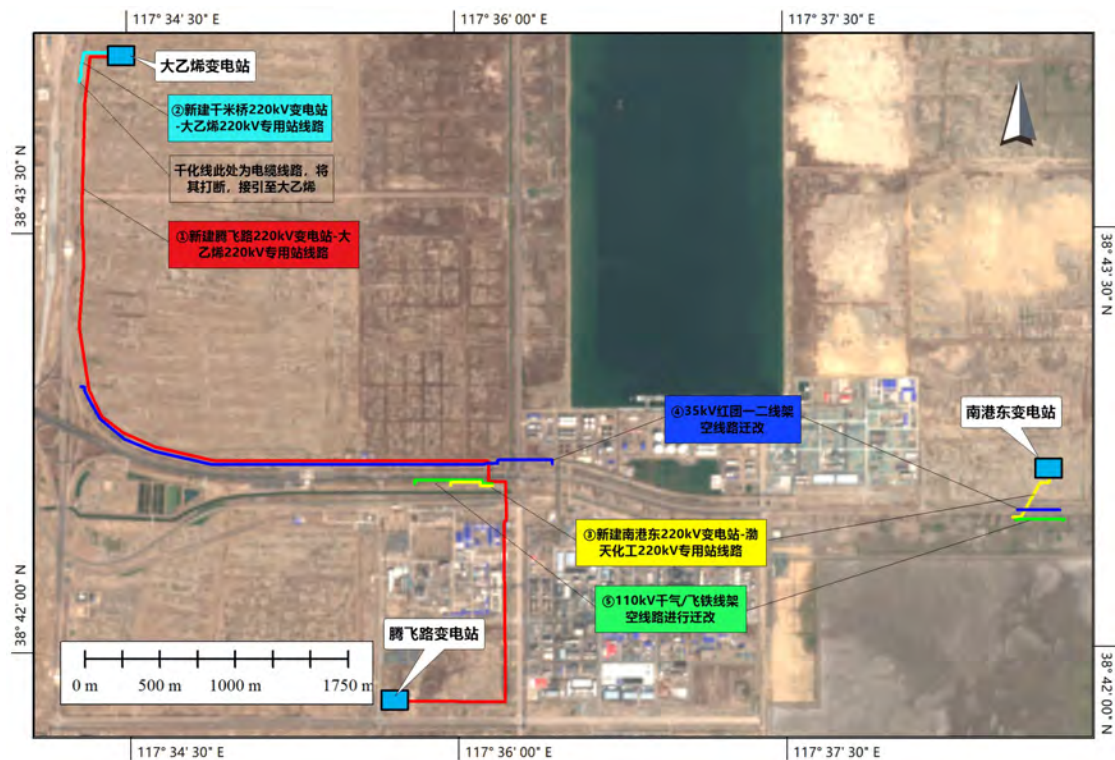 117° 34' 30" E
117° 36' 00" E
117° 37' 30" E
大乙烯变电站
②新建千米桥220kV变电站
-大乙烯220kV专用站线路
千化线此处为电缆线路，将
其打断，接引至大乙烯
①新建腾飞路220kV变电站-大
乙烯220kV专用站线路
38° 43' 30" N
38° 43' 30" N
④35kV红团一二线架
空线路迁改
南港东变电站
③新建南港东220kV变电站-渤
天化工220kV专用站线路
⑤110kV千气/飞铁线架
空线路进行迁改
腾飞路变电站
38° 42' 00" N
38° 42' 00" N
0 m
500 m
1000 m
1750 m
117° 34' 30" E
117° 36' 00" E
117° 37' 30" E